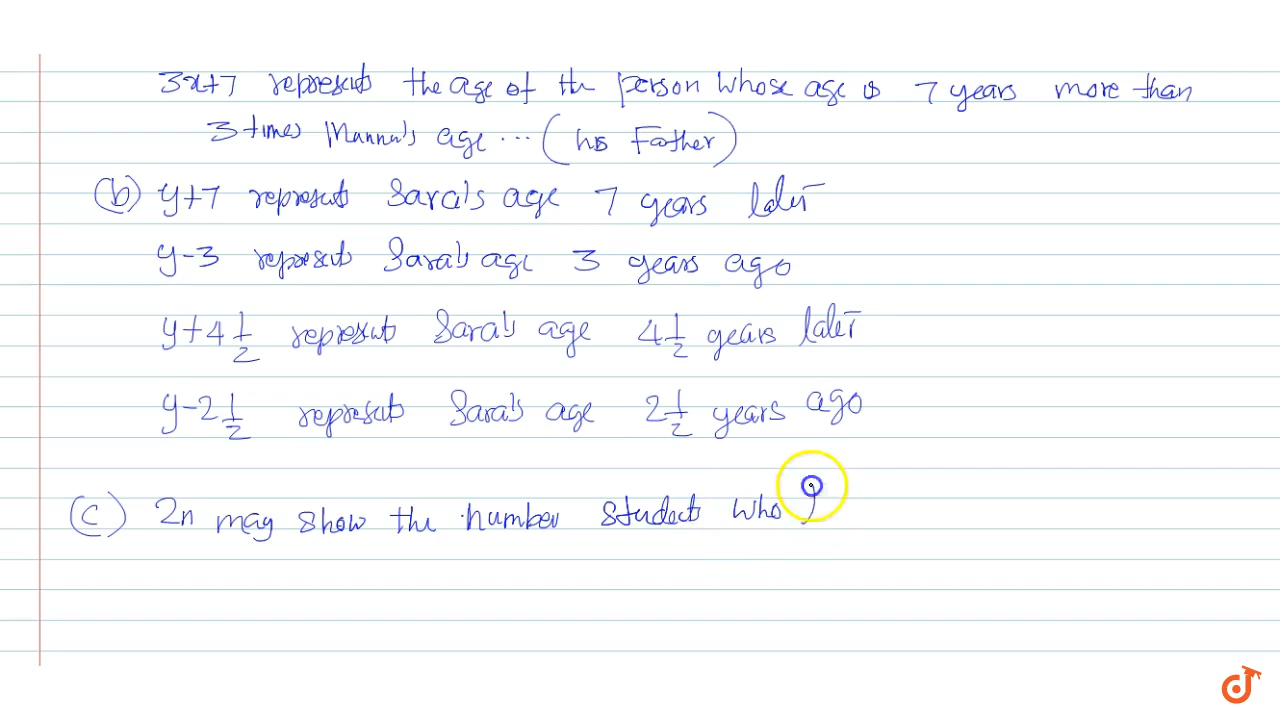 3x+7 represents the age of the person whose age is 7 years more than
3 times Mannu's age ... (his Father)
(b) y+7 represents Sara's age 7 years later
y-3 represents Sara's age 3 years ago
y+4 1/2 represents Sara's age 4 1/2 years later
y-2 1/2 represents Sara's age 2 1/2 years ago
(c) 2n may show the number students who